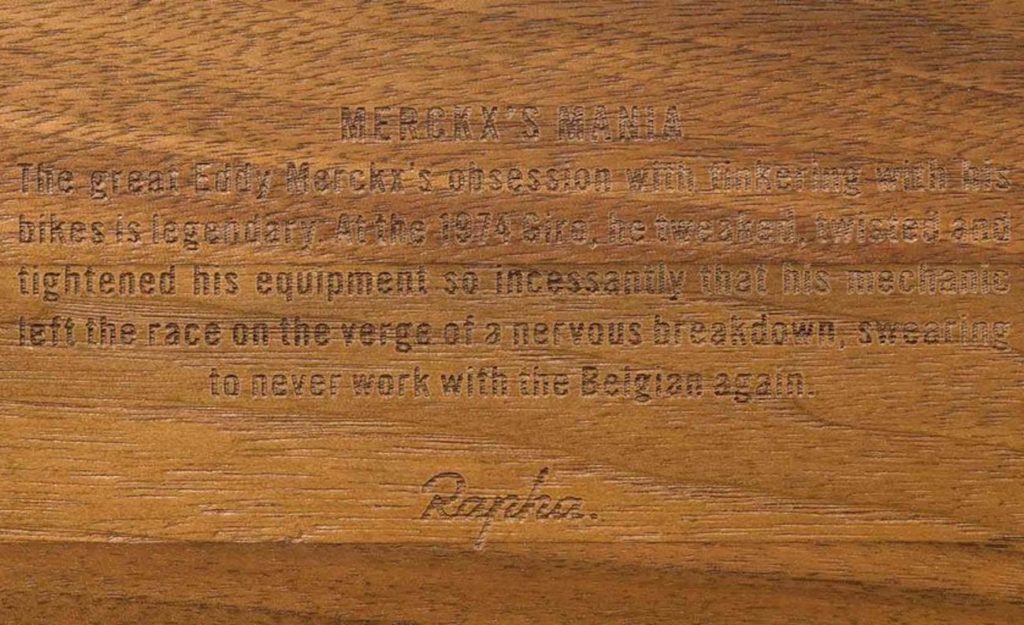 MERCKX'S MANIA
The great Eddy Merckx's obsession with tinkering with his
bikes is legendary. At the 1974 Giro, he tweaked, twisted and
tightened his equipment so incessantly that his mechanic
left the race on the verge of a nervous breakdown, swearing
to never work with the Belgian again.
Rapha.